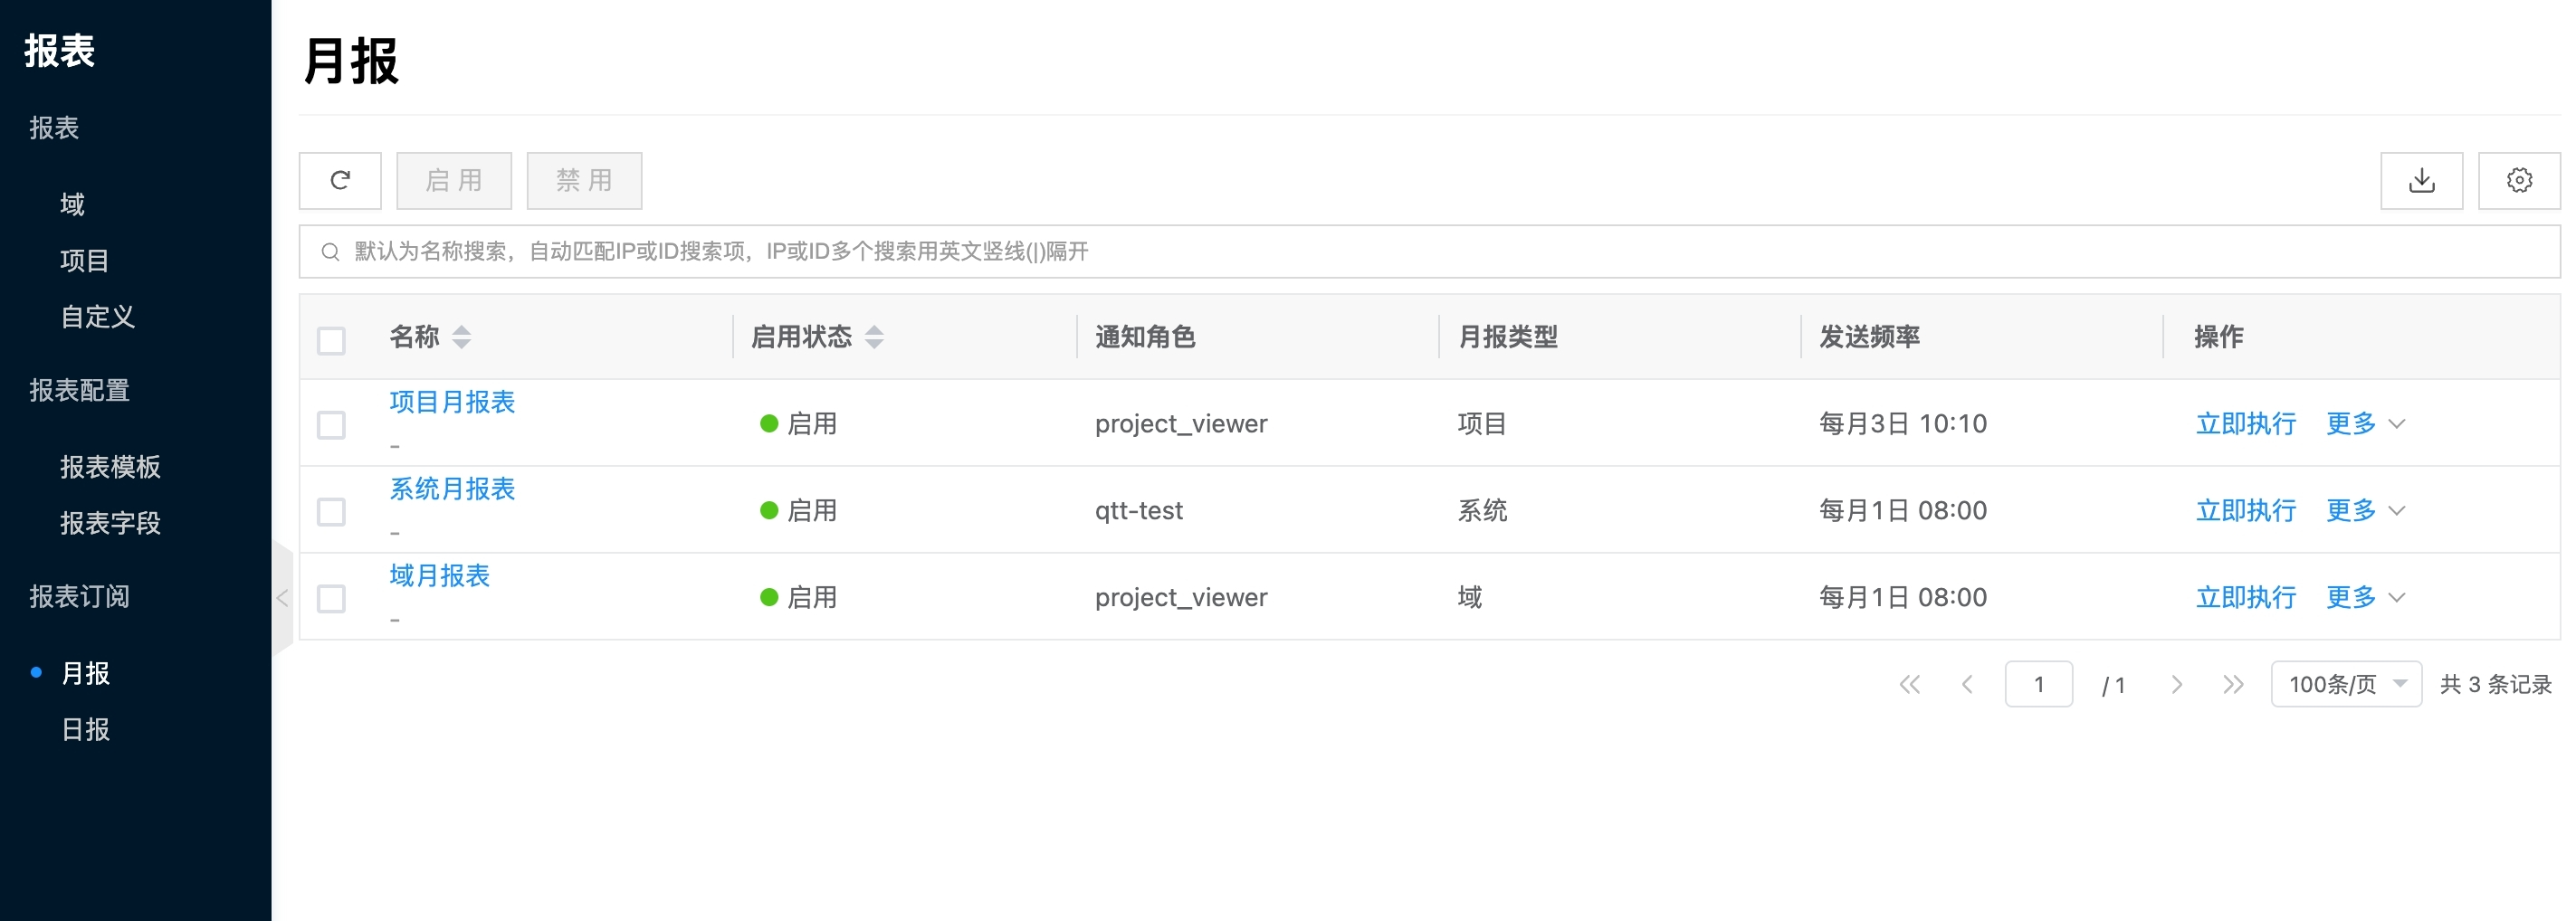 报表
报表
域
项目
自定义
报表配置
报表模板
报表字段
报表订阅
月报
日报
月报
启 用
禁 用
默认为名称搜索，自动匹配IP或ID搜索项，IP或ID多个搜索用英文竖线(|)隔开
名称 启用状态 通知角色 月报类型 发送频率 操作
项目月报表
-
启用 project_viewer 项目 每月3日 10:10 立即执行 更多
系统月报表
-
启用 qtt-test 系统 每月1日 08:00 立即执行 更多
域月报表
-
启用 project_viewer 域 每月1日 08:00 立即执行 更多
1 / 1 100条/页 共 3 条记录